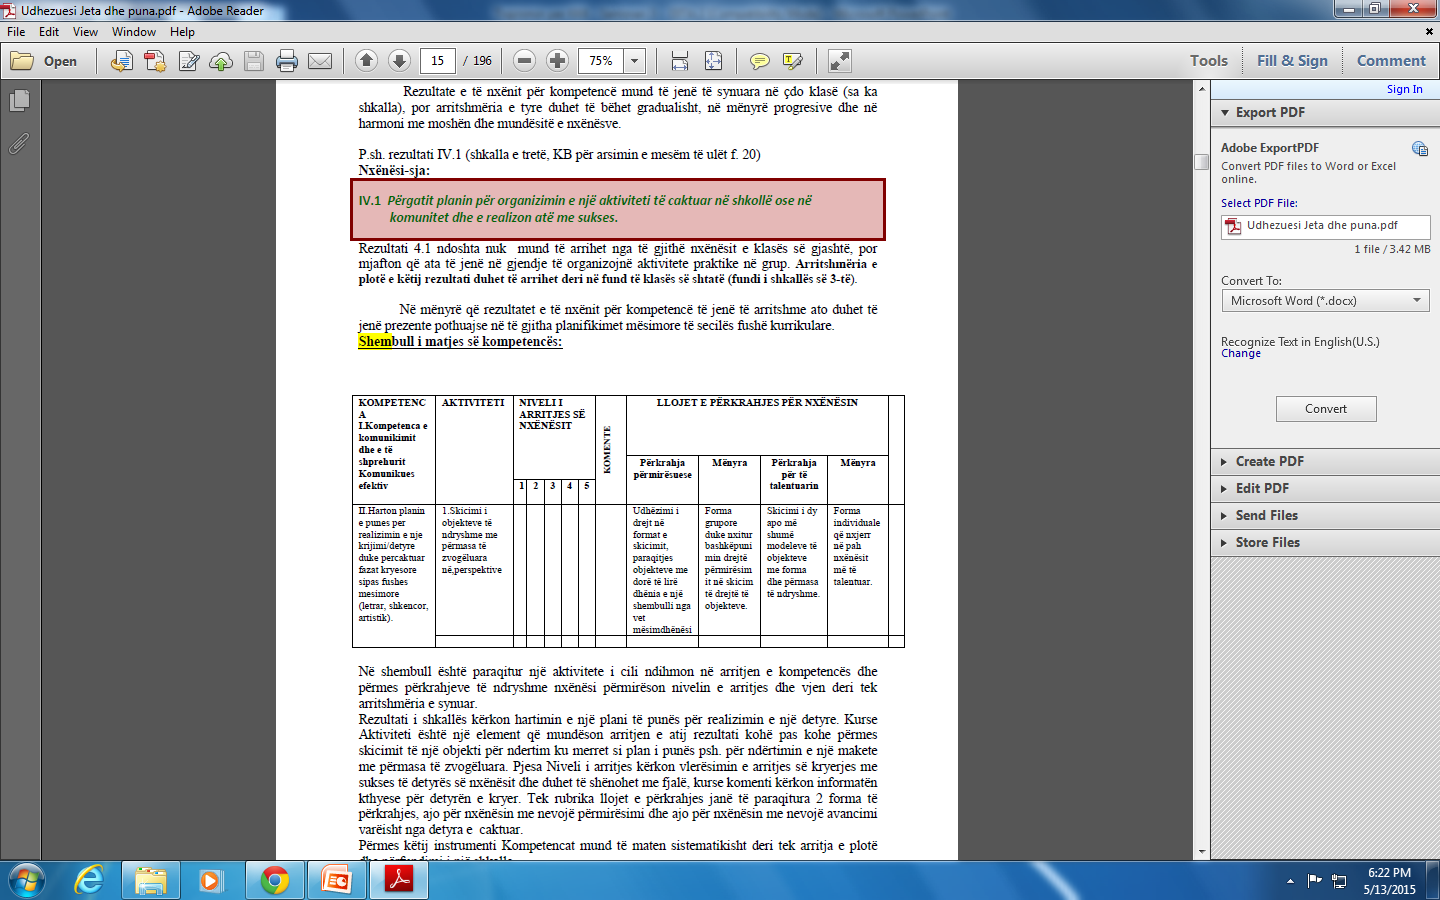 Udhezuesi Jeta dhe puna.pdf - Adobe Reader
File Edit View Window Help
Open 15 / 196 75% Tools Fill & Sign Comment
Sign In
Export PDF
Adobe ExportPDF
Convert PDF files to Word or Excel
online.
Select PDF File:
Udhezuesi Jeta dhe puna.pdf
1 file / 3.42 MB
Convert To:
Microsoft Word (*.docx)
Recognize Text in English(U.S.)
Change
Convert
Create PDF
Edit PDF
Send Files
Store Files
Rezultate e të nxënit për kompetencë mund të jenë të synuara në çdo klasë (sa ka
shkalla), por arritshmëria e tyre duhet të bëhet gradualisht, në mënyrë progresive dhe në
harmoni me moshën dhe mundësitë e nxënësve.
P.sh. rezultati IV.1 (shkalla e tretë, KB për arsimin e mesëm të ulët f. 20)
Nxënësi-sja:
IV.1 Përgatit planin për organizimin e një aktiviteti të caktuar në shkollë ose në
komunitet dhe e realizon atë me sukses.
Rezultati 4.1 ndoshta nuk mund të arrihet nga të gjithë nxënësit e klasës së gjashtë, por
mjafton që ata të jenë në gjendje të organizojnë aktivitete praktike në grup. Arritshmëria e
plotë e këtij rezultati duhet të arrihet deri në fund të klasës së shtatë (fundi i shkallës së 3-të).
Në mënyrë që rezultatet e të nxënit për kompetencë të jenë të arritshme ato duhet të
jenë prezente pothuajse në të gjitha planifikimet mësimore të secilës fushë kurrikulare.
Shembull i matjes së kompetencës:
KOMPETENC
A
I.Kompetenca e
komunikimit
dhe e të
shprehurit
Komunikues
efektiv
AKTIVITETI
NIVELI I
ARRITJES SË
NXËNËSIT
1 2 3 4 5
KOMENTE
LLOJET E PËRKRAHJES PËR NXËNËSIN
Përkrahja
përmirësuese
Mënyra
Përkrahja
për të
talentuarin
Mënyra
II.Harton planin
e punes per
realizimin e nje
krijimi/detyre
duke percaktuar
fazat kryesore
sipas fushes
mesimore
(letrar, shkencor,
artistik).
1.Skicimi i
objekteve të
ndryshme me
përmasa të
zvogëluara
në,perspektive
Udhëzimi i
drejt në
format e
skicimit,
paraqitjes
objekteve me
dorë të lirë
dhënia e një
shembulli nga
vet
mësimdhënësi
Forma
grupore
duke nxitur
bashkëpuni
min drejtë
përmirësim
it në skicim
të drejtë të
objekteve.
Skicimi i dy
apo më
shumë
modeleve të
objekteve
me forma
dhe përmasa
të ndryshme.
Forma
individuale
që nxjerr
në pah
nxënësit
më të
talentuar.
Në shembull është paraqitur një aktivitete i cili ndihmon në arritjen e kompetencës dhe
përmes përkrahjeve të ndryshme nxënësi përmirëson nivelin e arritjes dhe vjen deri tek
arritshmëria e synuar.
Rezultati i shkallës kërkon hartimin e një plani të punës për realizimin e një detyre. Kurse
Aktiviteti është një element që mundëson arritjen e atij rezultati kohë pas kohe përmes
skicimit të një objekti për ndertim ku merret si plan i punës psh. për ndërtimin e një makete
me përmasa të zvogëluara. Pjesa Niveli i arritjes kërkon vlerësimin e arritjes së kryerjes me
sukses të detyrës së nxënësit dhe duhet të shënohet me fjalë, kurse komenti kërkon informatën
kthyese për detyrën e kryer. Tek rubrika llojet e përkrahjes janë të paraqitura 2 forma të
përkrahjes, ajo për nxënësin me nevojë përmirësimi dhe ajo për nxënësin me nevojë avancimi
varëisht nga detyra e caktuar.
Përmes këtij instrumenti Kompetencat mund të maten sistematikisht deri tek arritja e plotë
6:22 PM
5/13/2015